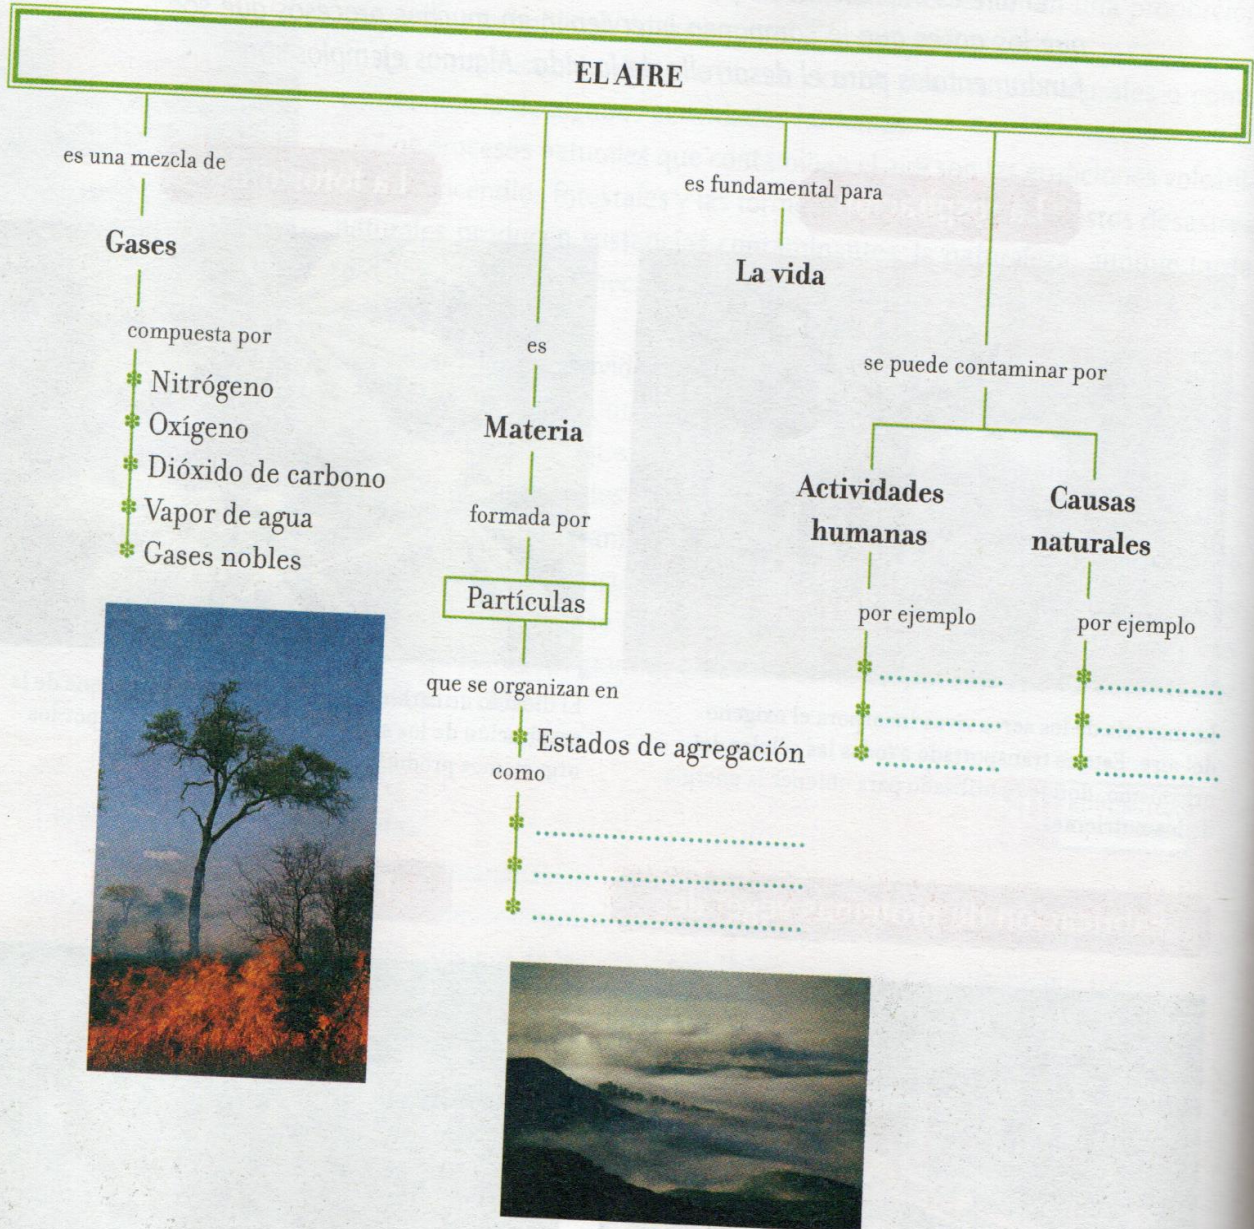 EL AIRE
es una mezcla de
Gases
compuesta por
Nitrógeno
Oxígeno
Dióxido de carbono
Vapor de agua
Gases nobles
es
Materia
formada por
Partículas
que se organizan en
Estados de agregación
como
es fundamental para
La vida
se puede contaminar por
Actividades
humanas
por ejemplo
Causas
naturales
por ejemplo